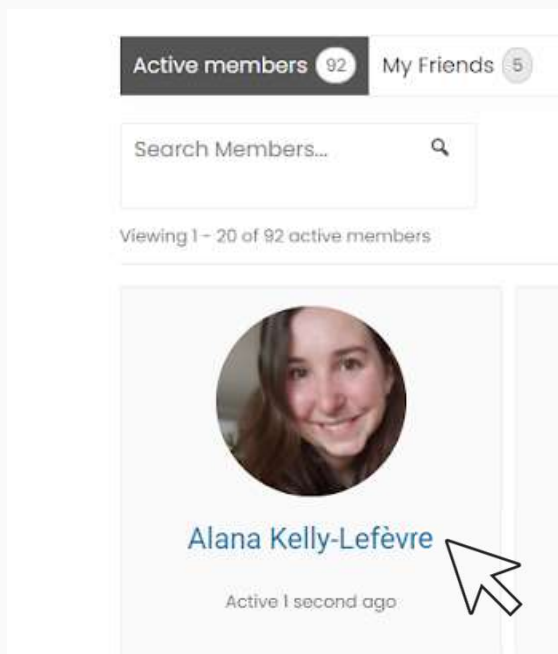 Active members 92 My Friends 5
Search Members...
Viewing 1 - 20 of 92 active members
Alana Kelly-Lefèvre
Active 1 second ago